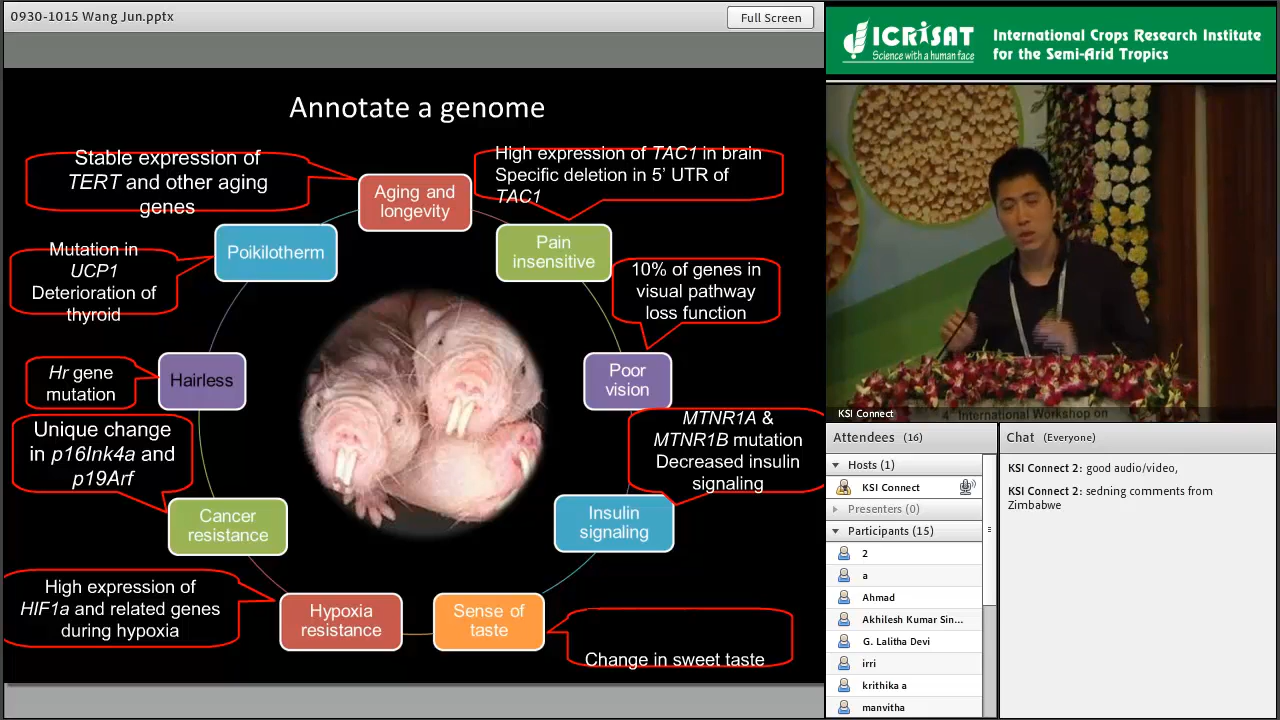 0930-1015 Wang Jun.pptx
Full Screen
Annotate a genome
Stable expression of
TERT and other aging
genes
Aging and
longevity
High expression of TAC1 in brain
Specific deletion in 5' UTR of
TAC1
Pain
insensitive
Poikilotherm
Mutation in
UCP1
Deterioration of
thyroid
10% of genes in
visual pathway
loss function
Poor
vision
Hairless
Hr gene
mutation
MTNR1A &
MTNR1B mutation
Decreased insulin
signaling
Insulin
signaling
Unique change
in p16Ink4a and
p19Arf
Cancer
resistance
High expression of
HIF1a and related genes
during hypoxia
Hypoxia
resistance
Sense of
taste
Change in sweet taste
ICRISAT
Science with a human face
International Crops Research Institute
for the Semi-Arid Tropics
KSI Connect
4th International Workshop on
Attendees (16)
Hosts (1)
KSI Connect
Presenters (0)
Participants (15)
2
a
Ahmad
Akhilesh Kumar Sin...
G. Lalitha Devi
irri
krithika a
manvitha
Chat (Everyone)
KSI Connect 2: good audio/video,
KSI Connect 2: sedning comments from
Zimbabwe